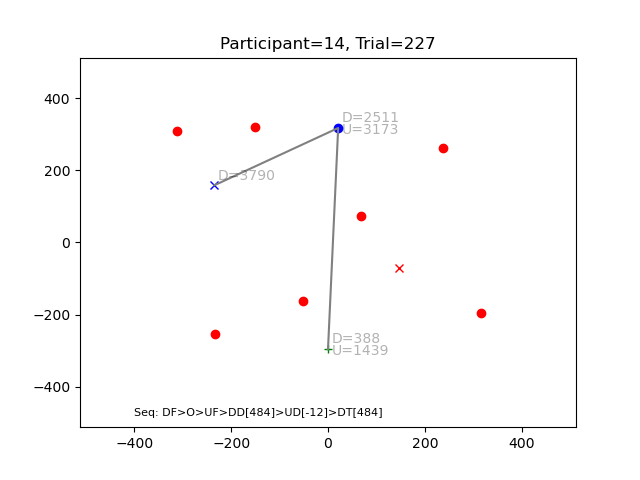 Participant=14, Trial=227
D=2511
U=3173
D=3790
D=388
U=1439
Seq: DF>O>UF>DD[484]>UD[-12]>DT[484]
400
200
0
−200
−400
−400
−200
0
200
400